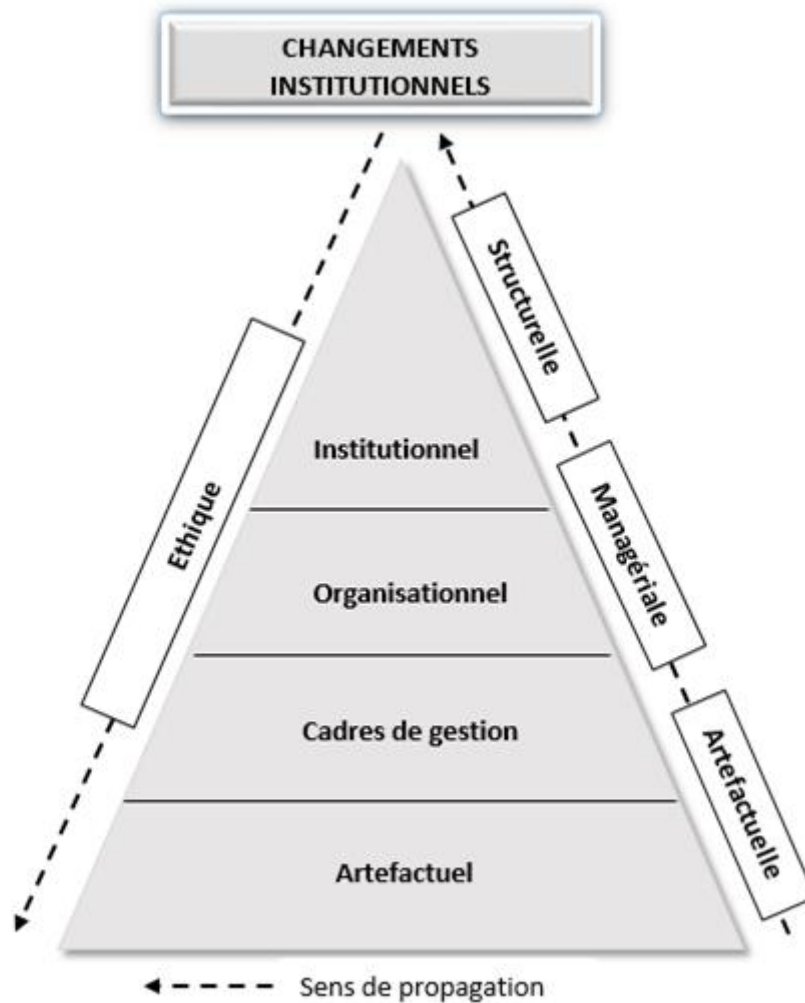 CHANGEMENTS
INSTITUTIONNELS
Structurelle
Institutionnel
Ethique
Managériale
Organisationnel
Cadres de gestion
Artefactuelle
Artefactuel
Sens de propagation